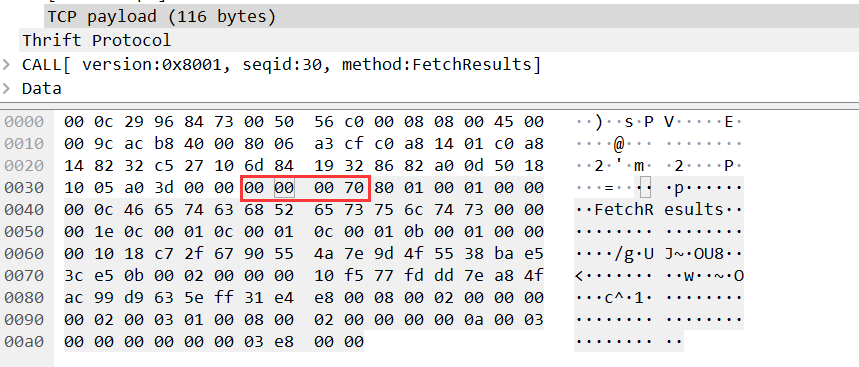 TCP payload (116 bytes)
Thrift Protocol
CALL[ version:0x8001, seqid:30, method:FetchResults]
Data
0000 00 0c 29 96 84 73 00 50 56 c0 00 08 08 00 45 00 ··)··s·P V·····E·
0010 00 9c ac b8 40 00 80 06 a3 cf c0 a8 14 01 c0 a8 ····@··· ········
0020 14 82 32 c5 27 10 6d 84 19 32 86 82 a0 0d 50 18 ··2·'·m· ·2····P·
0030 10 05 a0 3d 00 00 00 00 00 70 80 01 00 01 00 00 ···=···· ·p······
0040 00 0c 46 65 74 63 68 52 65 73 75 6c 74 73 00 00 ··FetchR esults··
0050 00 1e 0c 00 01 0c 00 01 0c 00 01 0b 00 01 00 00 ········ ········
0060 00 10 18 c7 2f 67 90 55 4a 7e 9d 4f 55 38 ba e5 ····/g·U J~·OU8··
0070 3c e5 0b 00 02 00 00 00 10 f5 77 fd dd 7e a8 4f <······· ··w··~·O
0080 ac 99 d9 63 5e ff 31 e4 e8 00 08 00 02 00 00 00 ···c^·1· ········
0090 00 02 00 03 01 00 08 00 02 00 00 00 00 0a 00 03 ········ ········
00a0 00 00 00 00 00 00 03 e8 00 00 ········ ··